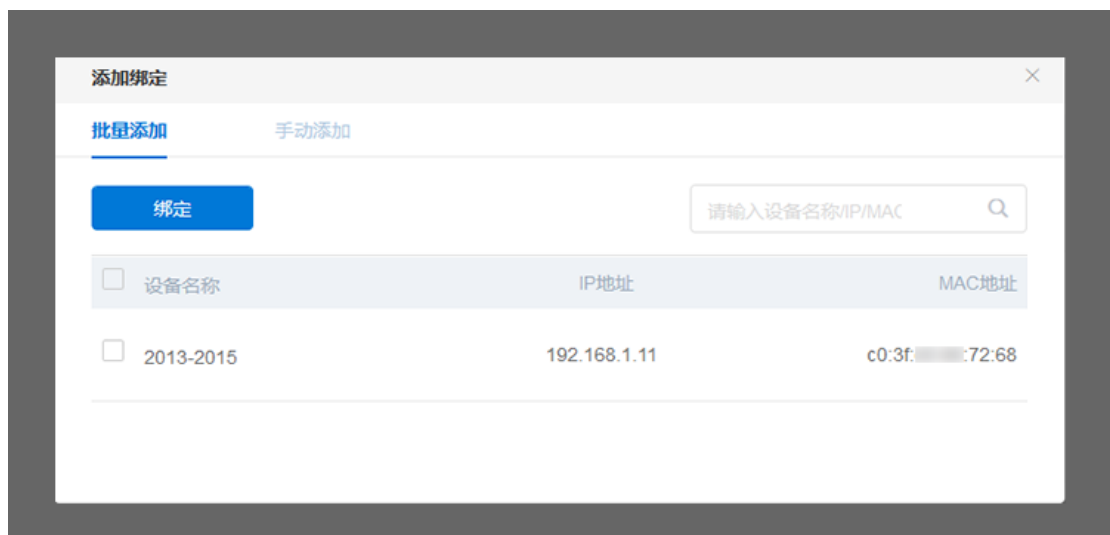 添加绑定
批量添加 手动添加
绑定 请输入设备名称/IP/MAC
设备名称 IP地址 MAC地址
2013-2015 192.168.1.11 c0:3f: :72:68